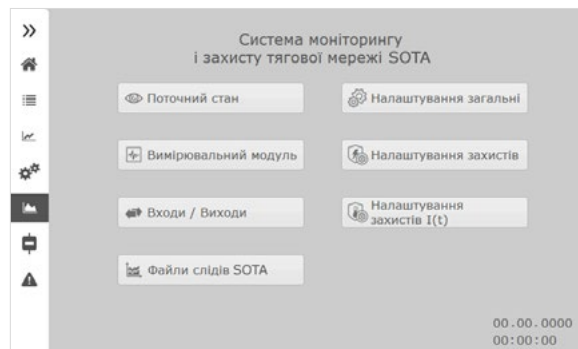 Система моніторингу
і захисту тягової мережі SOTA
Поточний стан
Налаштування загальні
Вимірювальний модуль
Налаштування захистів
Входи / Виходи
Налаштування
захистів I(t)
Файли слідів SOTA
00.00.0000
00:00:00